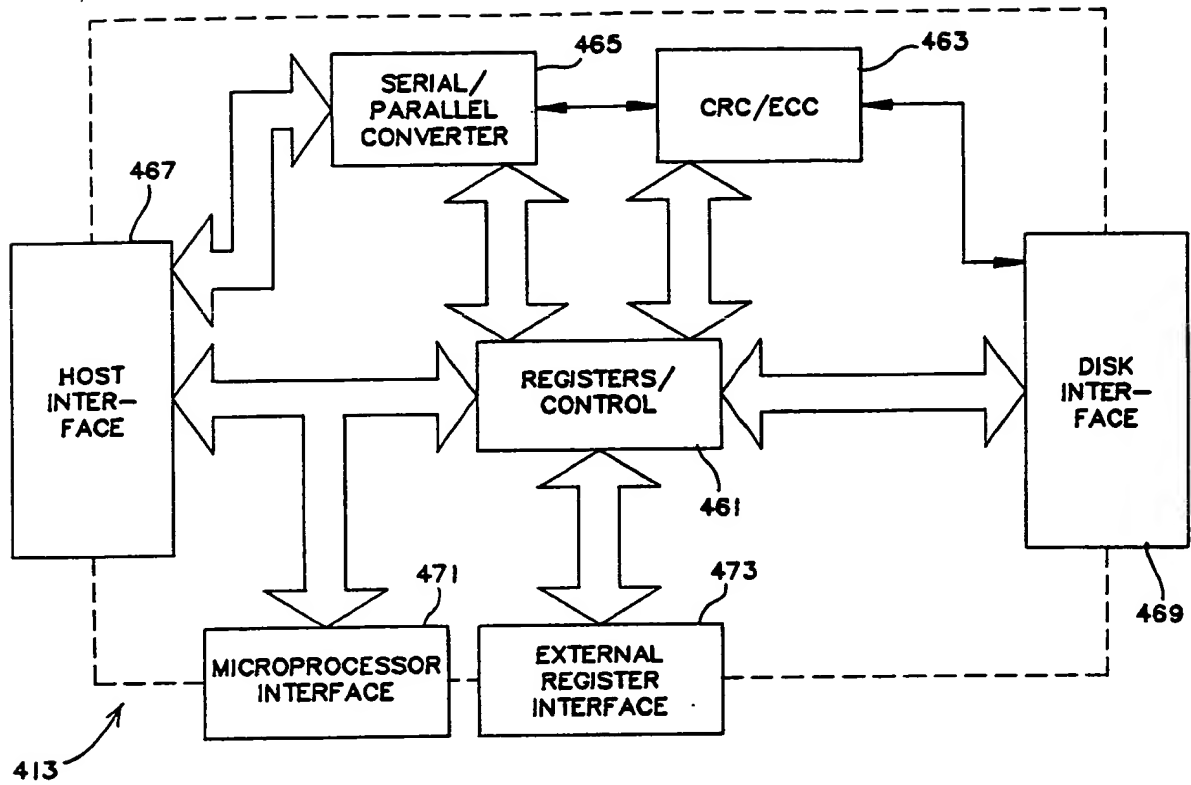 465
463
SERIAL/
PARALLEL
CONVERTER
CRC/ECC
467
HOST
INTER-
FACE
REGISTERS/
CONTROL
DISK
INTER-
FACE
461
471
473
469
MICROPROCESSOR
INTERFACE
EXTERNAL
REGISTER
INTERFACE
413